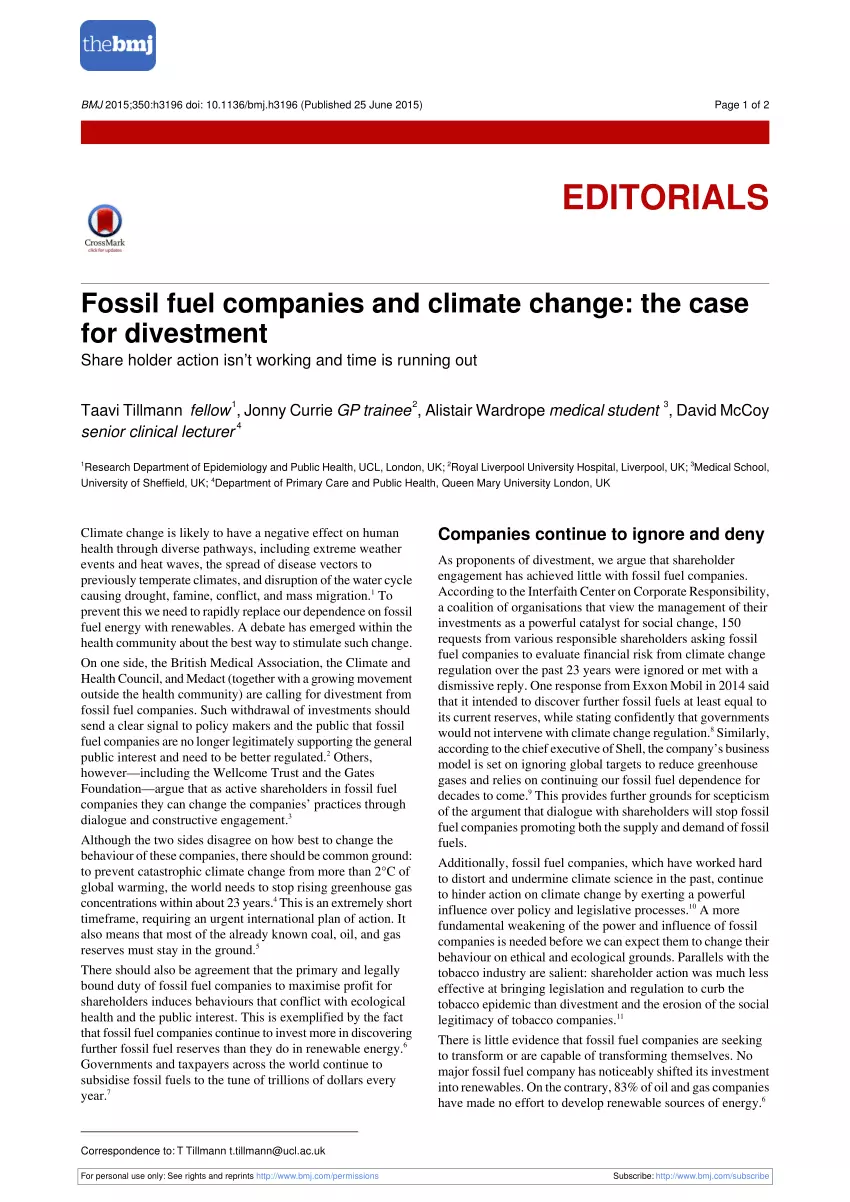 thebmj
BMJ 2015;350:h3196 doi: 10.1136/bmj.h3196 (Published 25 June 2015)
Page 1 of 2
EDITORIALS
CrossMark
click for updates
Fossil fuel companies and climate change: the case
for divestment
Share holder action isn't working and time is running out
Taavi Tillmann fellow 1, Jonny Currie GP trainee 2, Alistair Wardrope medical student 3, David McCoy
senior clinical lecturer 4
1Research Department of Epidemiology and Public Health, UCL, London, UK; 2Royal Liverpool University Hospital, Liverpool, UK; 3Medical School,
University of Sheffield, UK; 4Department of Primary Care and Public Health, Queen Mary University London, UK
Climate change is likely to have a negative effect on human
health through diverse pathways, including extreme weather
events and heat waves, the spread of disease vectors to
previously temperate climates, and disruption of the water cycle
causing drought, famine, conflict, and mass migration.1 To
prevent this we need to rapidly replace our dependence on fossil
fuel energy with renewables. A debate has emerged within the
health community about the best way to stimulate such change.
On one side, the British Medical Association, the Climate and
Health Council, and Medact (together with a growing movement
outside the health community) are calling for divestment from
fossil fuel companies. Such withdrawal of investments should
send a clear signal to policy makers and the public that fossil
fuel companies are no longer legitimately supporting the general
public interest and need to be better regulated.2 Others,
however—including the Wellcome Trust and the Gates
Foundation—argue that as active shareholders in fossil fuel
companies they can change the companies' practices through
dialogue and constructive engagement.3
Although the two sides disagree on how best to change the
behaviour of these companies, there should be common ground:
to prevent catastrophic climate change from more than 2°C of
global warming, the world needs to stop rising greenhouse gas
concentrations within about 23 years.4 This is an extremely short
timeframe, requiring an urgent international plan of action. It
also means that most of the already known coal, oil, and gas
reserves must stay in the ground.5
There should also be agreement that the primary and legally
bound duty of fossil fuel companies to maximise profit for
shareholders induces behaviours that conflict with ecological
health and the public interest. This is exemplified by the fact
that fossil fuel companies continue to invest more in discovering
further fossil fuel reserves than they do in renewable energy.6
Governments and taxpayers across the world continue to
subsidise fossil fuels to the tune of trillions of dollars every
year.7
Companies continue to ignore and deny
As proponents of divestment, we argue that shareholder
engagement has achieved little with fossil fuel companies.
According to the Interfaith Center on Corporate Responsibility,
a coalition of organisations that view the management of their
investments as a powerful catalyst for social change, 150
requests from various responsible shareholders asking fossil
fuel companies to evaluate financial risk from climate change
regulation over the past 23 years were ignored or met with a
dismissive reply. One response from Exxon Mobil in 2014 said
that it intended to discover further fossil fuels at least equal to
its current reserves, while stating confidently that governments
would not intervene with climate change regulation.8 Similarly,
according to the chief executive of Shell, the company's business
model is set on ignoring global targets to reduce greenhouse
gases and relies on continuing our fossil fuel dependence for
decades to come.9 This provides further grounds for scepticism
of the argument that dialogue with shareholders will stop fossil
fuel companies promoting both the supply and demand of fossil
fuels.
Additionally, fossil fuel companies, which have worked hard
to distort and undermine climate science in the past, continue
to hinder action on climate change by exerting a powerful
influence over policy and legislative processes.10 A more
fundamental weakening of the power and influence of fossil
companies is needed before we can expect them to change their
behaviour on ethical and ecological grounds. Parallels with the
tobacco industry are salient: shareholder action was much less
effective at bringing legislation and regulation to curb the
tobacco epidemic than divestment and the erosion of the social
legitimacy of tobacco companies.11
There is little evidence that fossil fuel companies are seeking
to transform or are capable of transforming themselves. No
major fossil fuel company has noticeably shifted its investment
into renewables. On the contrary, 83% of oil and gas companies
have made no effort to develop renewable sources of energy.6
Correspondence to: T Tillmann t.tillmann@ucl.ac.uk
For personal use only: See rights and reprints http://www.bmj.com/permissions
Subscribe: http://www.bmj.com/subscribe